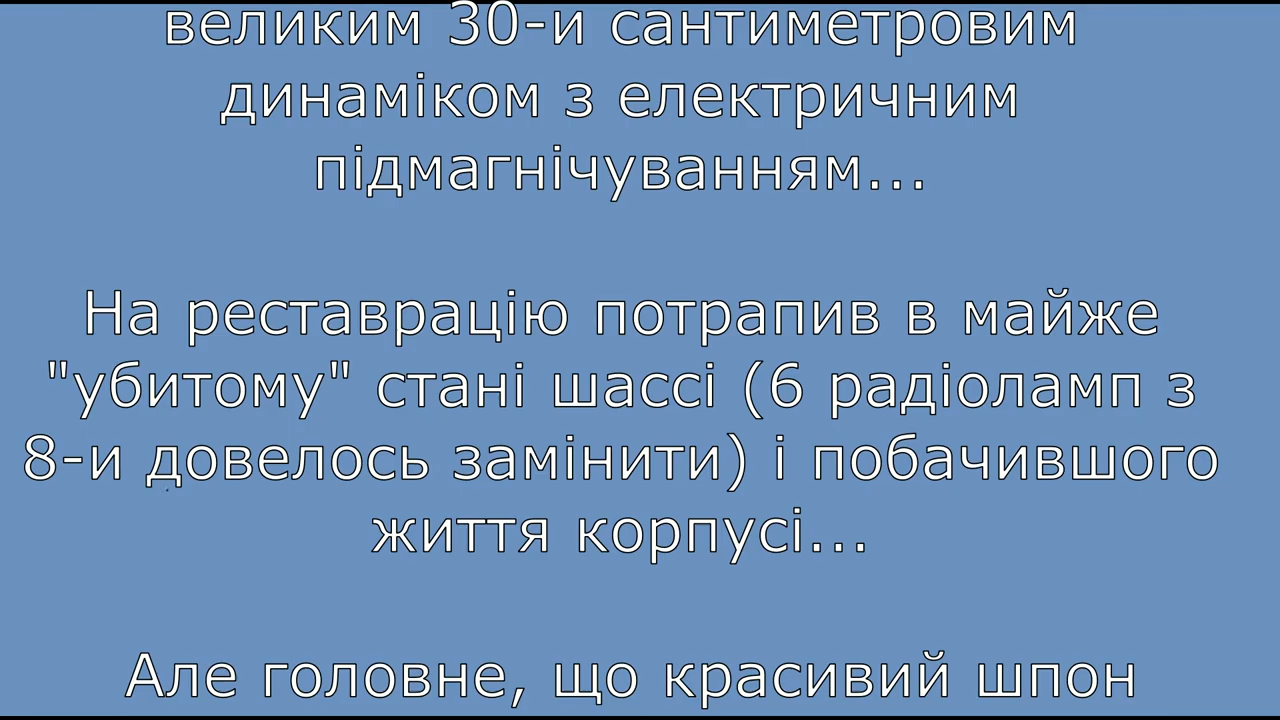 великим 30-и сантиметровим
динаміком з електричним
підмагнічуванням...
На реставрацію потрапив в майже
"убитому" стані шассі (6 радіоламп з
8-и довелось замінити) і побачившого
життя корпусі...
Але головне, що красивий шпон